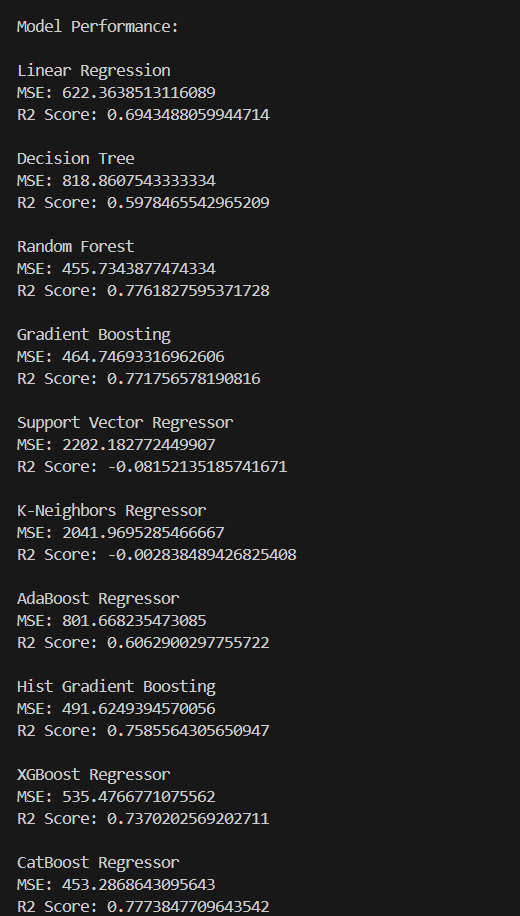 Model Performance:
Linear Regression
MSE: 622.3638513116089
R2 Score: 0.6943488059944714
Decision Tree
MSE: 818.8607543333334
R2 Score: 0.5978465542965209
Random Forest
MSE: 455.7343877474334
R2 Score: 0.7761827595371728
Gradient Boosting
MSE: 464.74693316962606
R2 Score: 0.771756578190816
Support Vector Regressor
MSE: 2202.182772449907
R2 Score: -0.08152135185741671
K-Neighbors Regressor
MSE: 2041.9695285466667
R2 Score: -0.002838489426825408
AdaBoost Regressor
MSE: 801.668235473085
R2 Score: 0.6062900297755722
Hist Gradient Boosting
MSE: 491.6249394570056
R2 Score: 0.7585564305650947
XGBoost Regressor
MSE: 535.4766771075562
R2 Score: 0.7370202569202711
CatBoost Regressor
MSE: 453.2868643095643
R2 Score: 0.7773847709643542